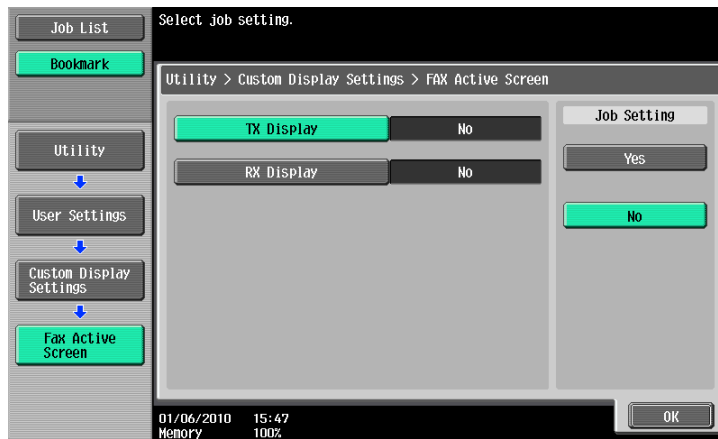 Job List
Bookmark
Utility
User Settings
Custom Display
Settings
Fax Active
Screen
Select job setting.
Utility > Custom Display Settings > FAX Active Screen
TX Display No
RX Display No
Job Setting
Yes
No
01/06/2010 15:47
Memory 100%
OK